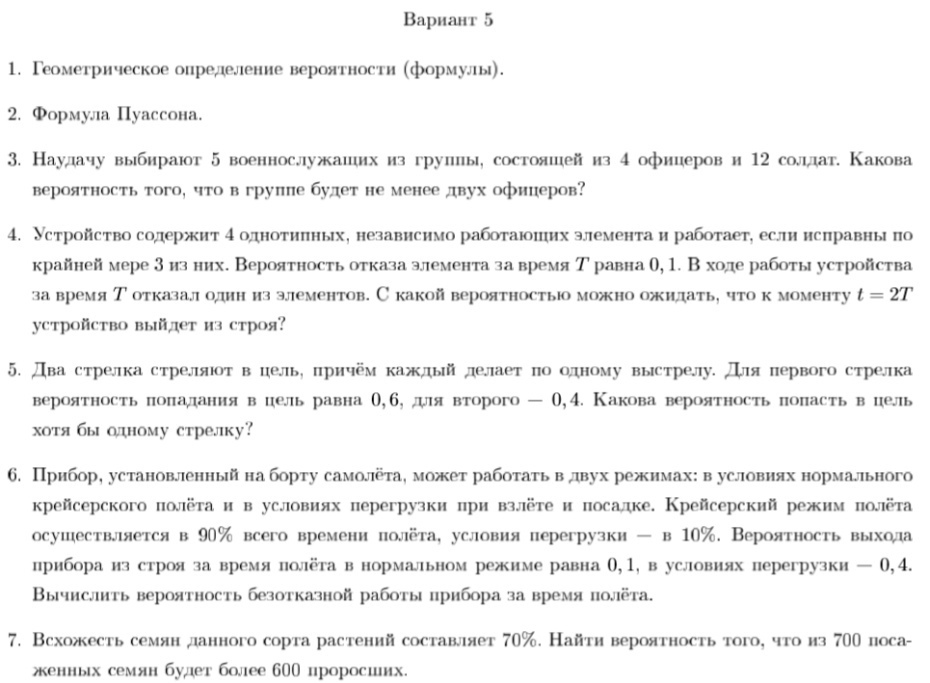 Вариант 5
1. Геометрическое определение вероятности (формулы).
2. Формула Пуассона.
3. Наудачу выбирают 5 военнослужащих из группы, состоящей из 4 офицеров и 12 солдат. Какова
вероятность того, что в группе будет не менее двух офицеров?
4. Устройство содержит 4 однотипных, независимо работающих элемента и работает, если исправны по
крайней мере 3 из них. Вероятность отказа элемента за время T равна 0, 1. В ходе работы устройства
за время T отказал один из элементов. С какой вероятностью можно ожидать, что к моменту t = 2T
устройство выйдет из строя?
5. Два стрелка стреляют в цель, причём каждый делает по одному выстрелу. Для первого стрелка
вероятность попадания в цель равна 0, 6, для второго — 0, 4. Какова вероятность попасть в цель
хотя бы одному стрелку?
6. Прибор, установленный на борту самолёта, может работать в двух режимах: в условиях нормального
крейсерского полёта и в условиях перегрузки при взлёте и посадке. Крейсерский режим полёта
осуществляется в 90% всего времени полёта, условия перегрузки — в 10%. Вероятность выхода
прибора из строя за время полёта в нормальном режиме равна 0, 1, в условиях перегрузки — 0, 4.
Вычислить вероятность безотказной работы прибора за время полёта.
7. Всхожесть семян данного сорта растений составляет 70%. Найти вероятность того, что из 700 поса-
женных семян будет более 600 проросших.